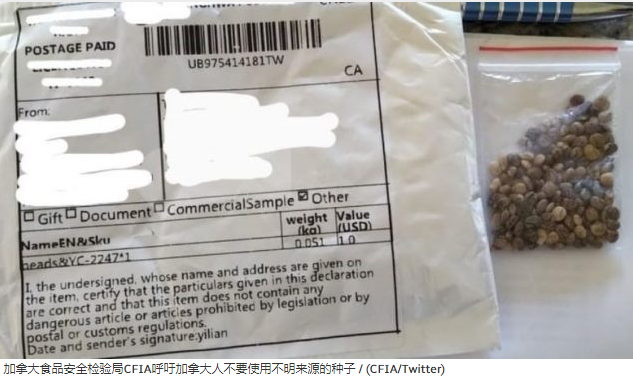 POSTAGE PAID
UB975414181TW
CA
From:
Gift Document CommercialSample Other
weight
(kg)
Value
(USD)
NameEN&Sku
0.051
1.0
beads&YC-2247*1
I, the undersigned, whose name and address are given on
the item, certify that the particulars given in this declaration
are correct and that this item does not contain any
dangerous article or articles prohibited by legislation or by
postal or customs regulations.
Date and sender's signature:yilian
加拿大食品安全检验局CFIA呼吁加拿大人不要使用不明来源的种子 / (CFIA/Twitter)